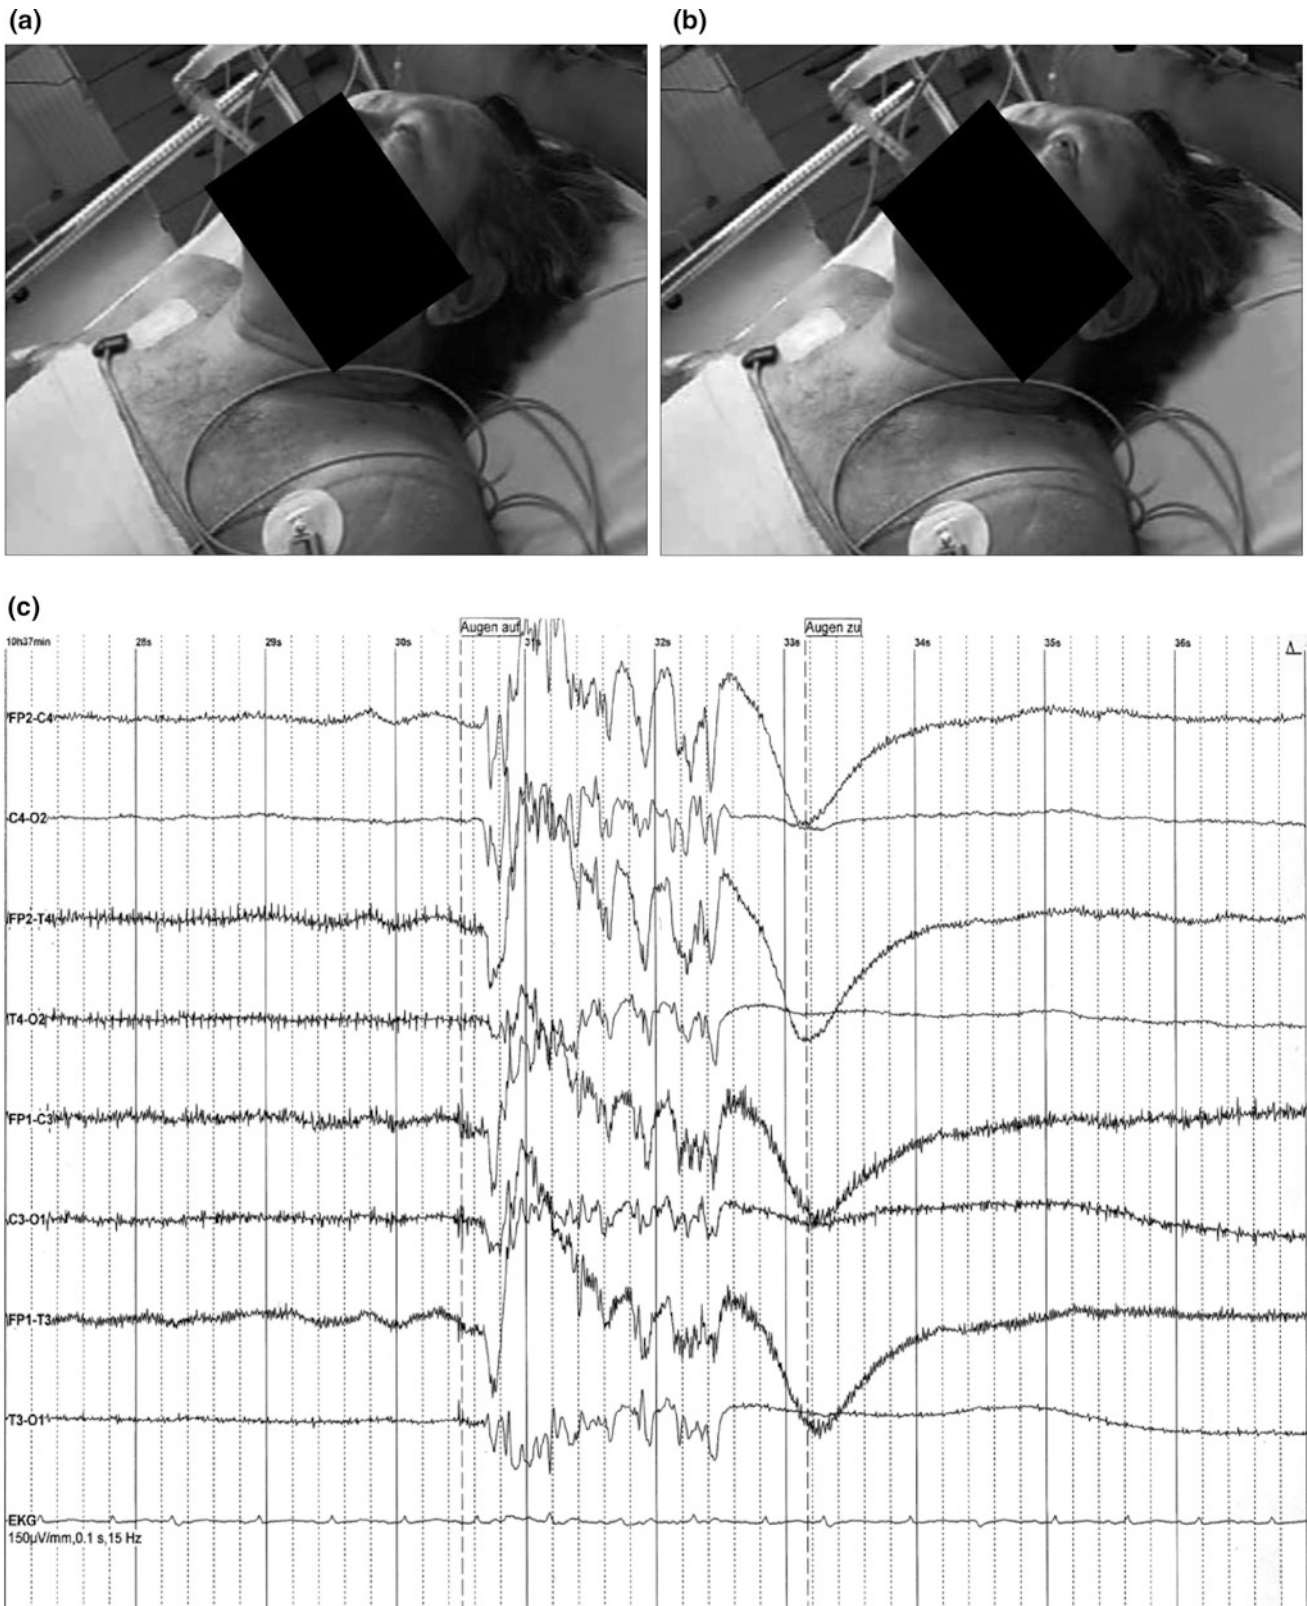 (a)
(b)
(c)
Augen auf
Augen zu
10h37min 28s 29s 30s 31s 32s 33s 34s 35s 36s
FP2-C4
C4-O2
FP2-T4
T4-O2
FP1-C3
C3-O1
FP1-T3
T3-O1
EKG
150µV/mm,0.1 s,15 Hz